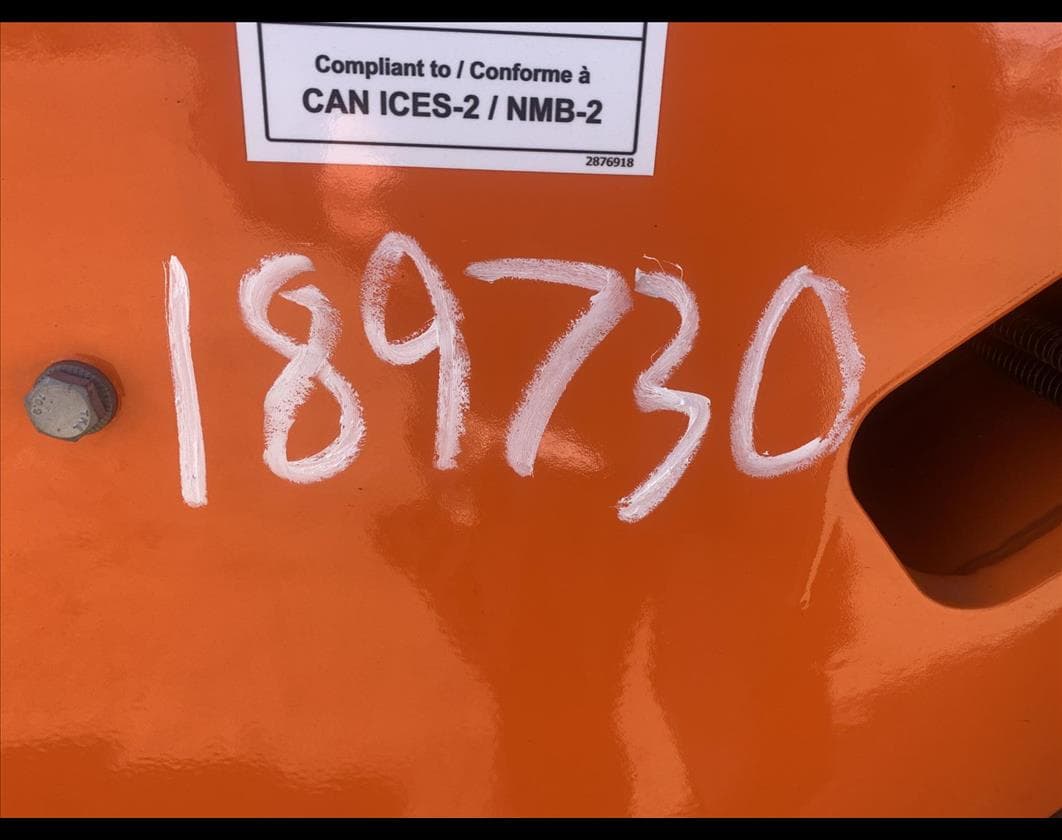 Compliant to / Conforme à
CAN ICES-2 / NMB-2
2876918
189730